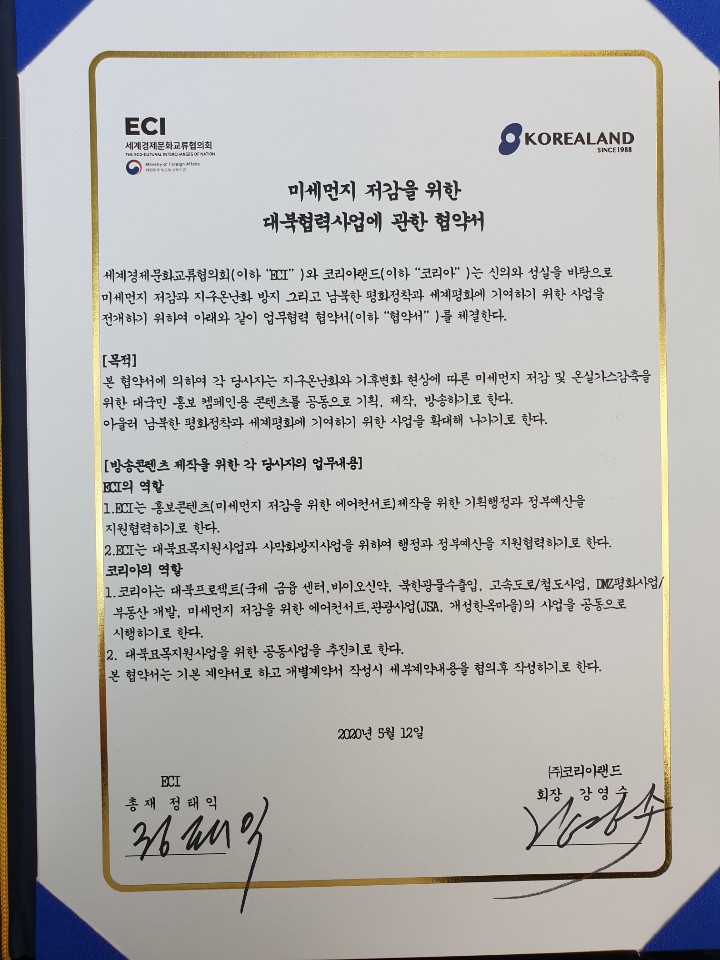 ECI
세계경제문화교류협의회
THE ECO-CULTURAL INTERCHANGES OF NATION
Ministry of Foreign Affairs
KOREALAND
SINCE 1988
미세먼지 저감을 위한
대북협력사업에 관한 협약서
세계경제문화교류협의회(이하 “ECI” )와 코리아랜드(이하 “코리아” )는 신의와 성실을 바탕으로
미세먼지 저감과 지구온난화 방지 그리고 남북한 평화정착과 세계평화에 기여하기 위한 사업을
전개하기 위하여 아래와 같이 업무협력 협약서(이하 “협약서” )를 체결한다.
[목적]
본 협약서에 의하여 각 당사자는 지구온난화와 기후변화 현상에 따른 미세먼지 저감 및 온실가스감축을
위한 대국민 홍보 캠페인용 콘텐츠를 공동으로 기획, 제작, 방송하기로 한다.
아울러 남북한 평화정착과 세계평화에 기여하기 위한 사업을 확대해 나가기로 한다.
[방송콘텐츠 제작을 위한 각 당사자의 업무내용]
ECI의 역할
1.ECI는 홍보콘텐츠(미세먼지 저감을 위한 에어컨서트)제작을 위한 기획행정과 정부예산을
지원협력하기로 한다.
2.ECI는 대북묘목지원사업과 사막화방지사업을 위하여 행정과 정부예산을 지원협력하기로 한다.
코리아의 역할
1.코리아는 대북프로젝트(국제 금융 센터,바이오신약, 북한광물수출입, 고속도로/철도사업, DMZ평화사업/
부동산 개발, 미세먼지 저감을 위한 에어컨서트,관광사업(JSA, 개성한옥마을)의 사업을 공동으로
시행하기로 한다.
2. 대북묘목지원사업을 위한 공동사업을 추진키로 한다.
본 협약서는 기본 계약서로 하고 개별계약서 작성시 세부계약내용을 협의후 작성하기로 한다.
2020년 5월 12일
ECI
총재 정태익
정태익
㈜코리아랜드
회장 강영수
강영수